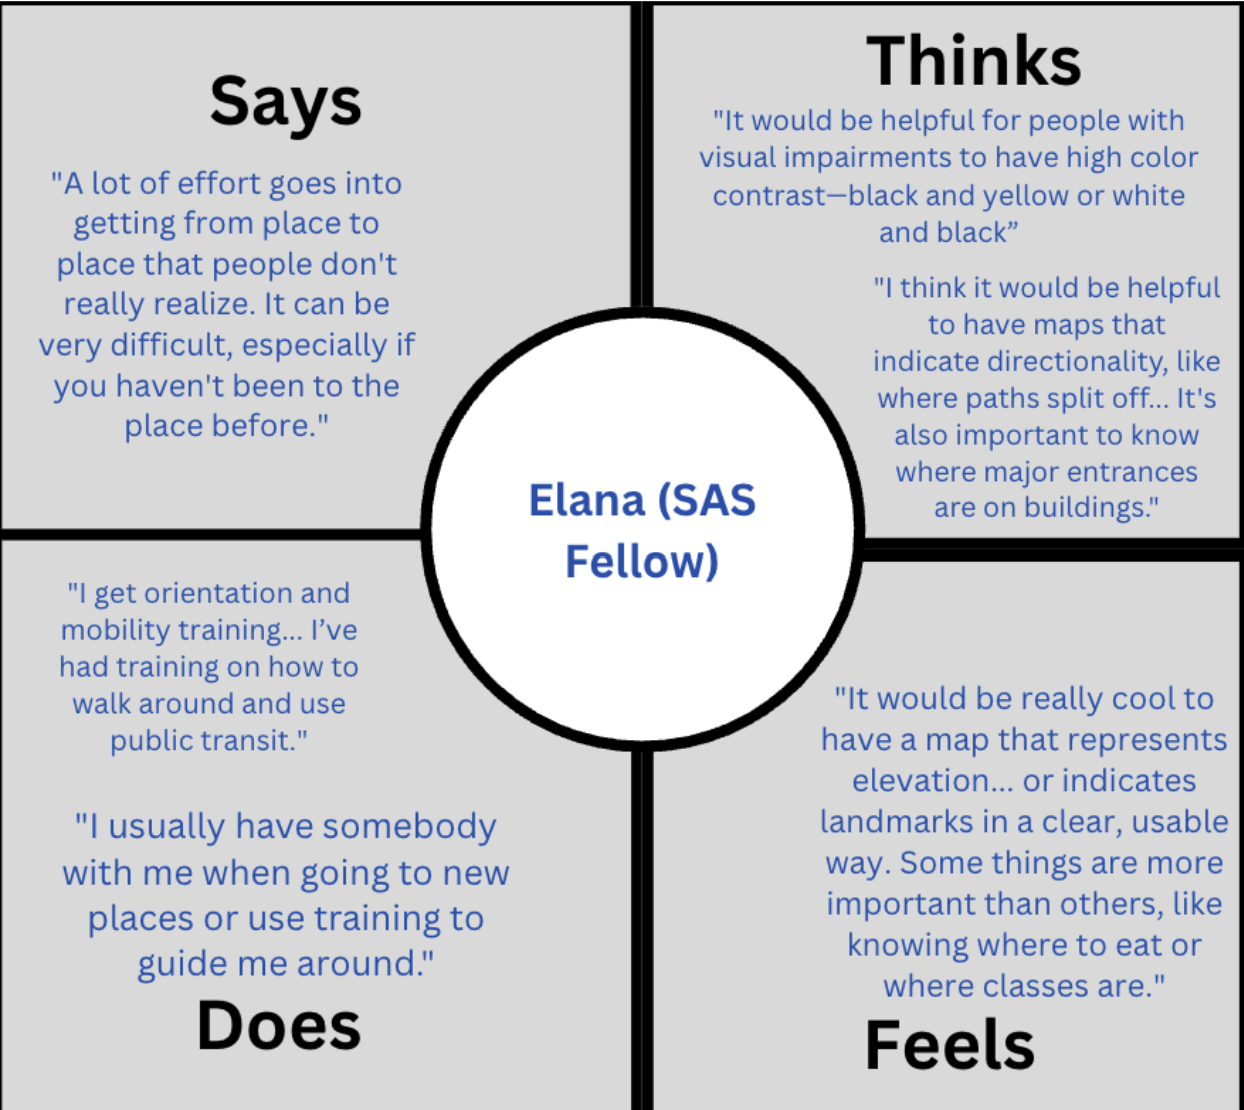 Says
"A lot of effort goes into
getting from place to
place that people don't
really realize. It can be
very difficult, especially if
you haven't been to the
place before."
Thinks
"It would be helpful for people with
visual impairments to have high color
contrast—black and yellow or white
and black”
"I think it would be helpful
to have maps that
indicate directionality, like
where paths split off... It's
also important to know
where major entrances
are on buildings."
Elana (SAS
Fellow)
"I get orientation and
mobility training... I’ve
had training on how to
walk around and use
public transit."
"I usually have somebody
with me when going to new
places or use training to
guide me around."
Does
"It would be really cool to
have a map that represents
elevation... or indicates
landmarks in a clear, usable
way. Some things are more
important than others, like
knowing where to eat or
where classes are."
Feels